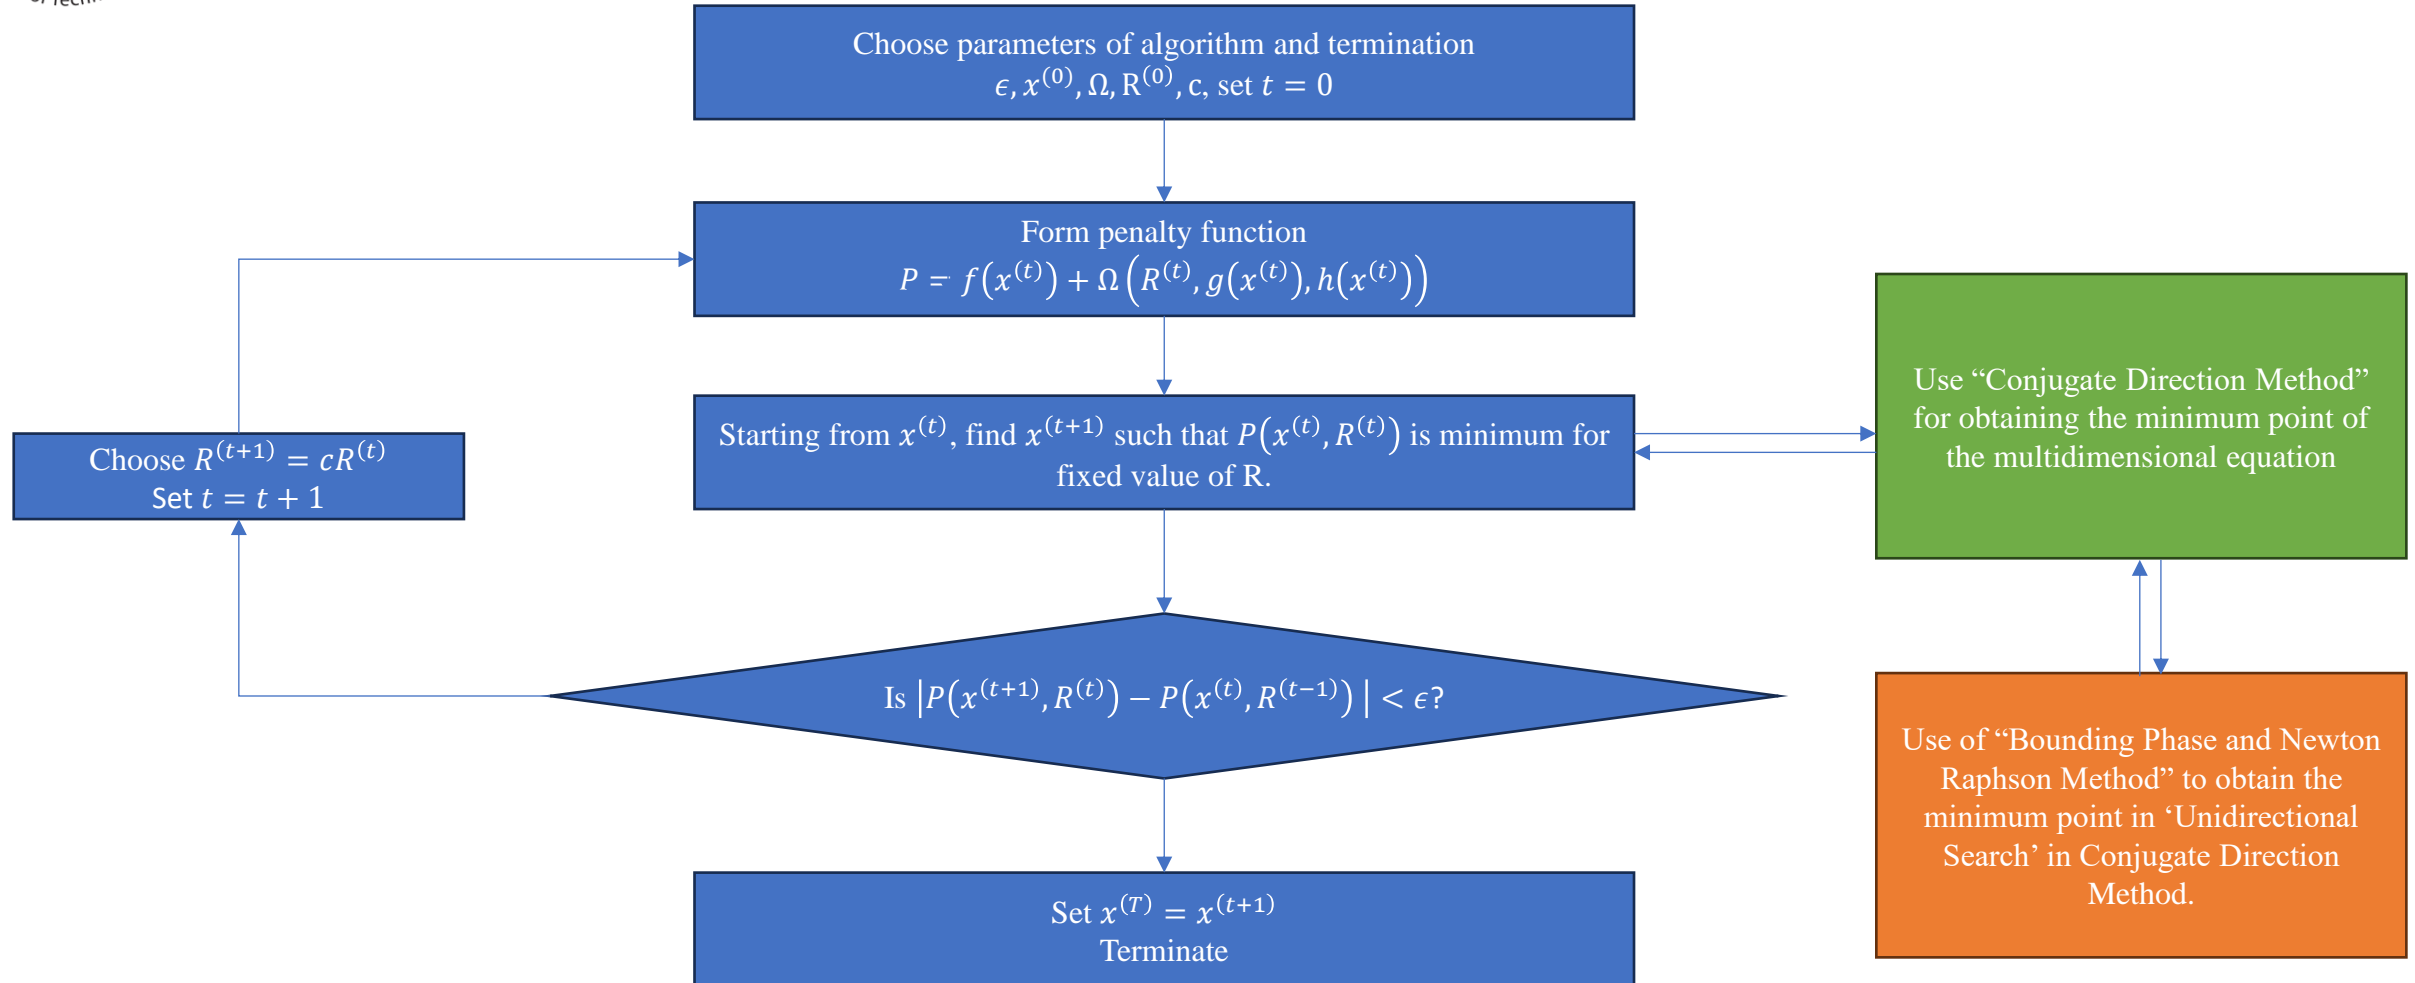 Choose parameters of algorithm and termination
ϵ, x^(0), Ω, R^(0), c, set t = 0
Form penalty function
P = f(x^(t)) + Ω(R^(t), g(x^(t)), h(x^(t)))
Starting from x^(t), find x^(t+1) such that P(x^(t), R^(t)) is minimum for
fixed value of R.
Use “Conjugate Direction Method”
for obtaining the minimum point of
the multidimensional equation
Choose R^(t+1) = cR^(t)
Set t = t + 1
Is |P(x^(t+1), R^(t)) − P(x^(t), R^(t−1)) | < ϵ?
Use of “Bounding Phase and Newton
Raphson Method” to obtain the
minimum point in ‘Unidirectional
Search’ in Conjugate Direction
Method.
Set x^(T) = x^(t+1)
Terminate